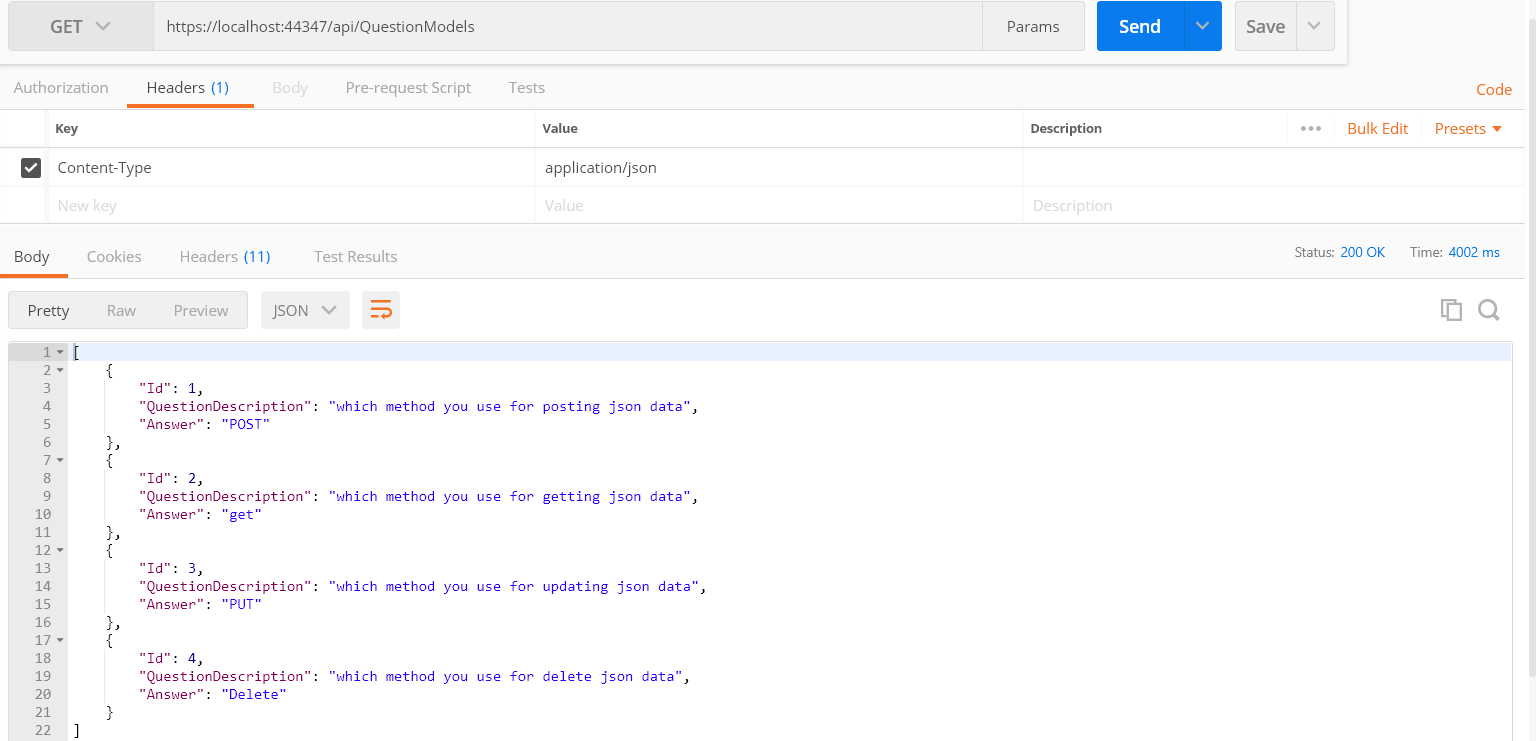 GET https://localhost:44347/api/QuestionModels Params Send Save
Authorization Headers (1) Body Pre-request Script Tests Code
Key Value Description ••• Bulk Edit Presets
Content-Type application/json
New key Value Description
Body Cookies Headers (11) Test Results Status: 200 OK Time: 4002 ms
Pretty Raw Preview JSON
1 [
2 {
3 "Id": 1,
4 "QuestionDescription": "which method you use for posting json data",
5 "Answer": "POST"
6 },
7 {
8 "Id": 2,
9 "QuestionDescription": "which method you use for getting json data",
10 "Answer": "get"
11 },
12 {
13 "Id": 3,
14 "QuestionDescription": "which method you use for updating json data",
15 "Answer": "PUT"
16 },
17 {
18 "Id": 4,
19 "QuestionDescription": "which method you use for delete json data",
20 "Answer": "Delete"
21 }
22 ]